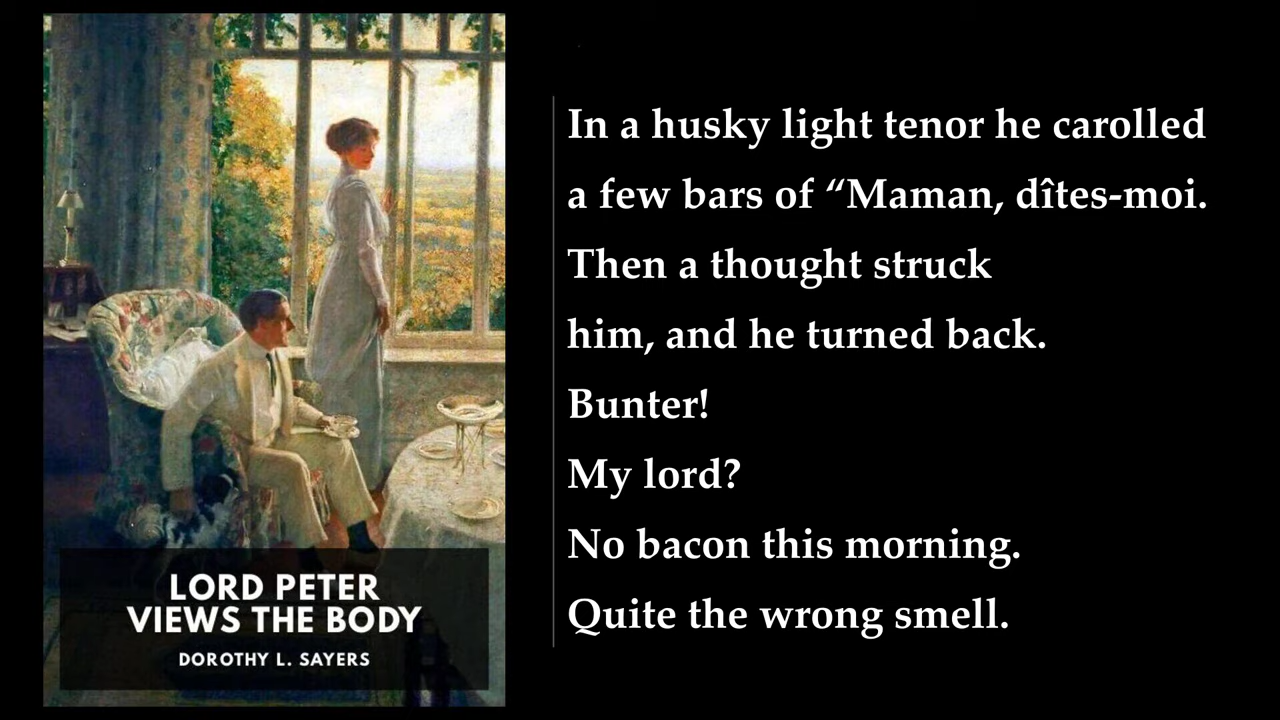 LORD PETER
VIEWS THE BODY
DOROTHY L. SAYERS
In a husky light tenor he carolled
a few bars of “Maman, dîtes-moi.
Then a thought struck
him, and he turned back.
Bunter!
My lord?
No bacon this morning.
Quite the wrong smell.